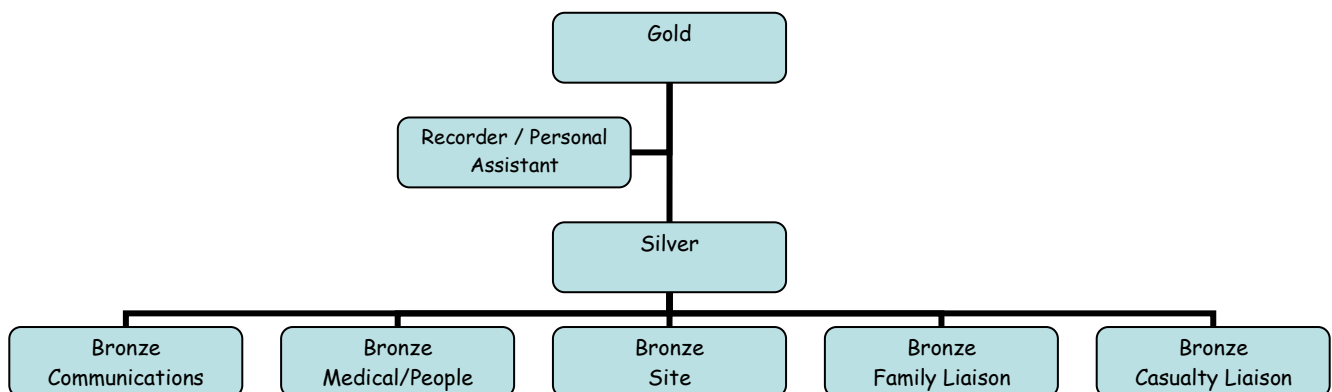 Gold
Recorder / Personal
Assistant
Silver
Bronze
Communications
Bronze
Medical/People
Bronze
Site
Bronze
Family Liaison
Bronze
Casualty Liaison